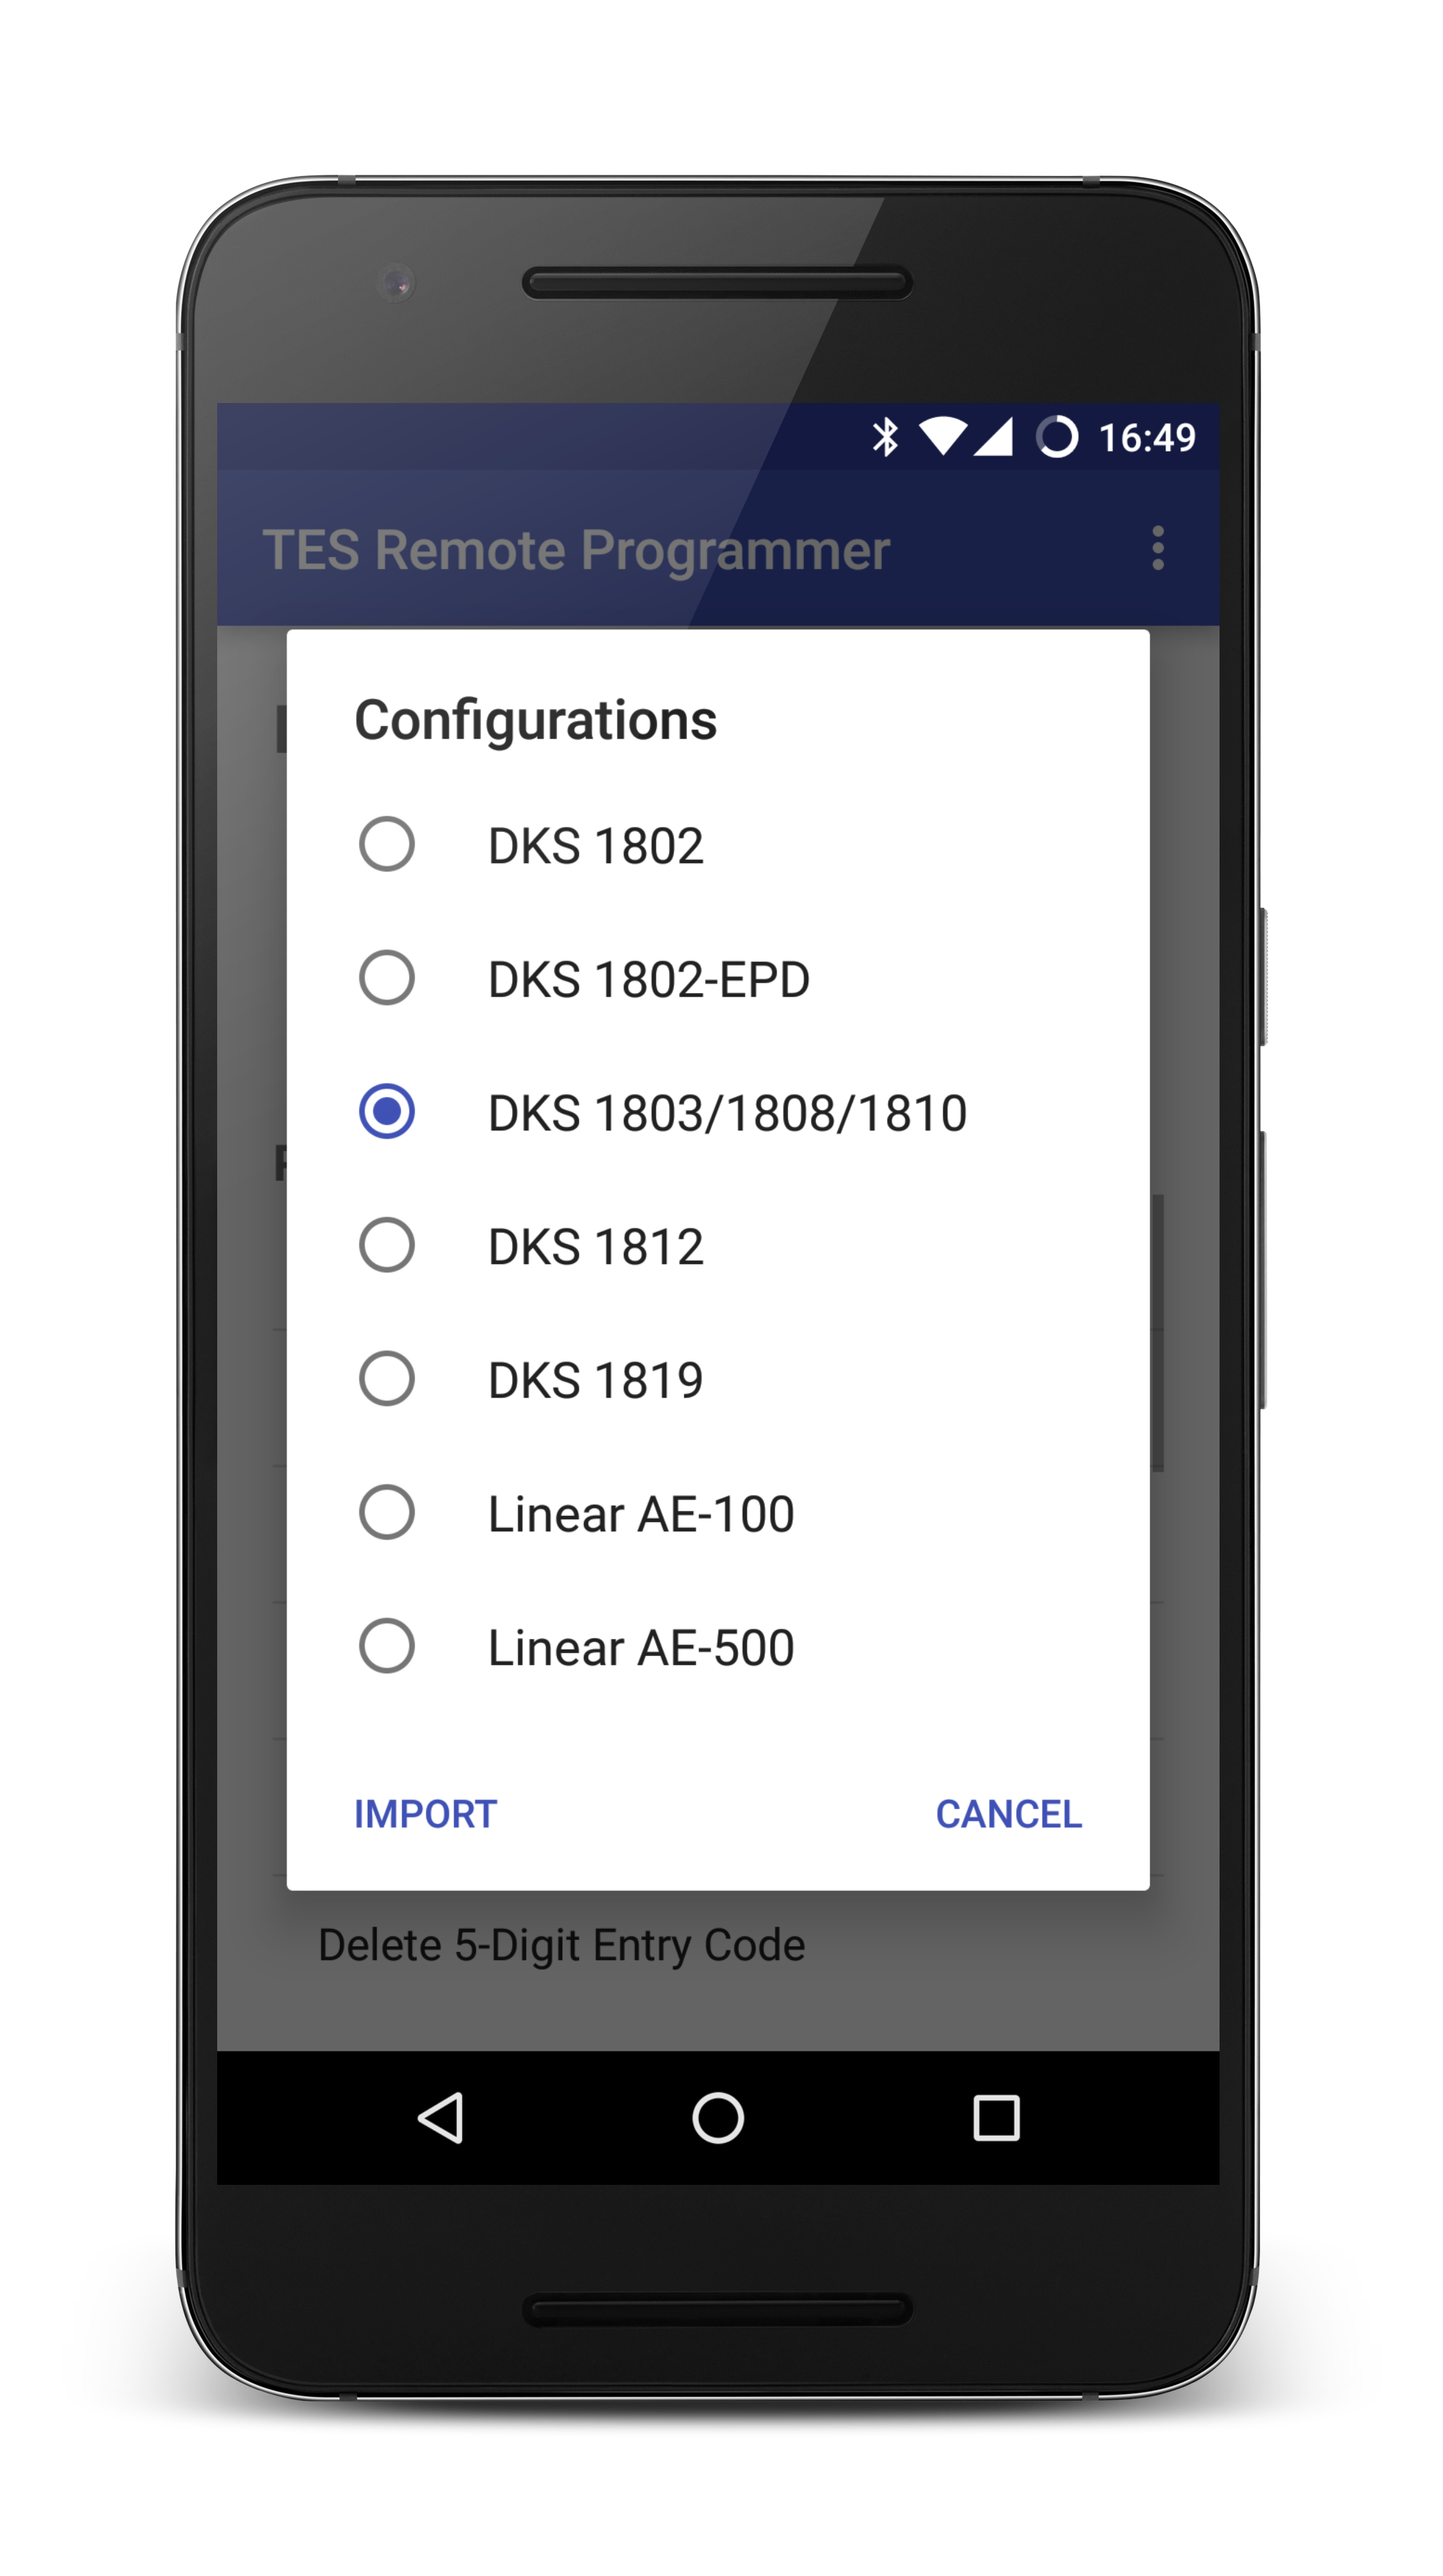 16:49
TES Remote Programmer
Configurations
DKS 1802
DKS 1802-EPD
DKS 1803/1808/1810
DKS 1812
DKS 1819
Linear AE-100
Linear AE-500
IMPORT CANCEL
Delete 5-Digit Entry Code